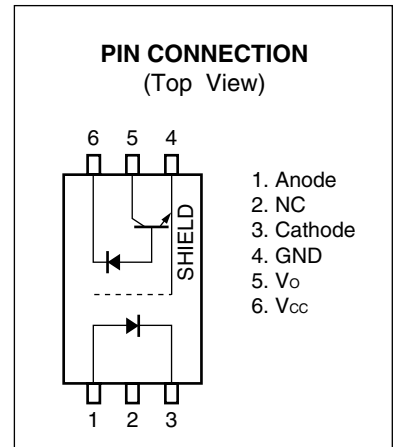 PIN CONNECTION
(Top View)
6 5 4
SHIELD
1 2 3
1. Anode
2. NC
3. Cathode
4. GND
5. Vo
6. Vcc